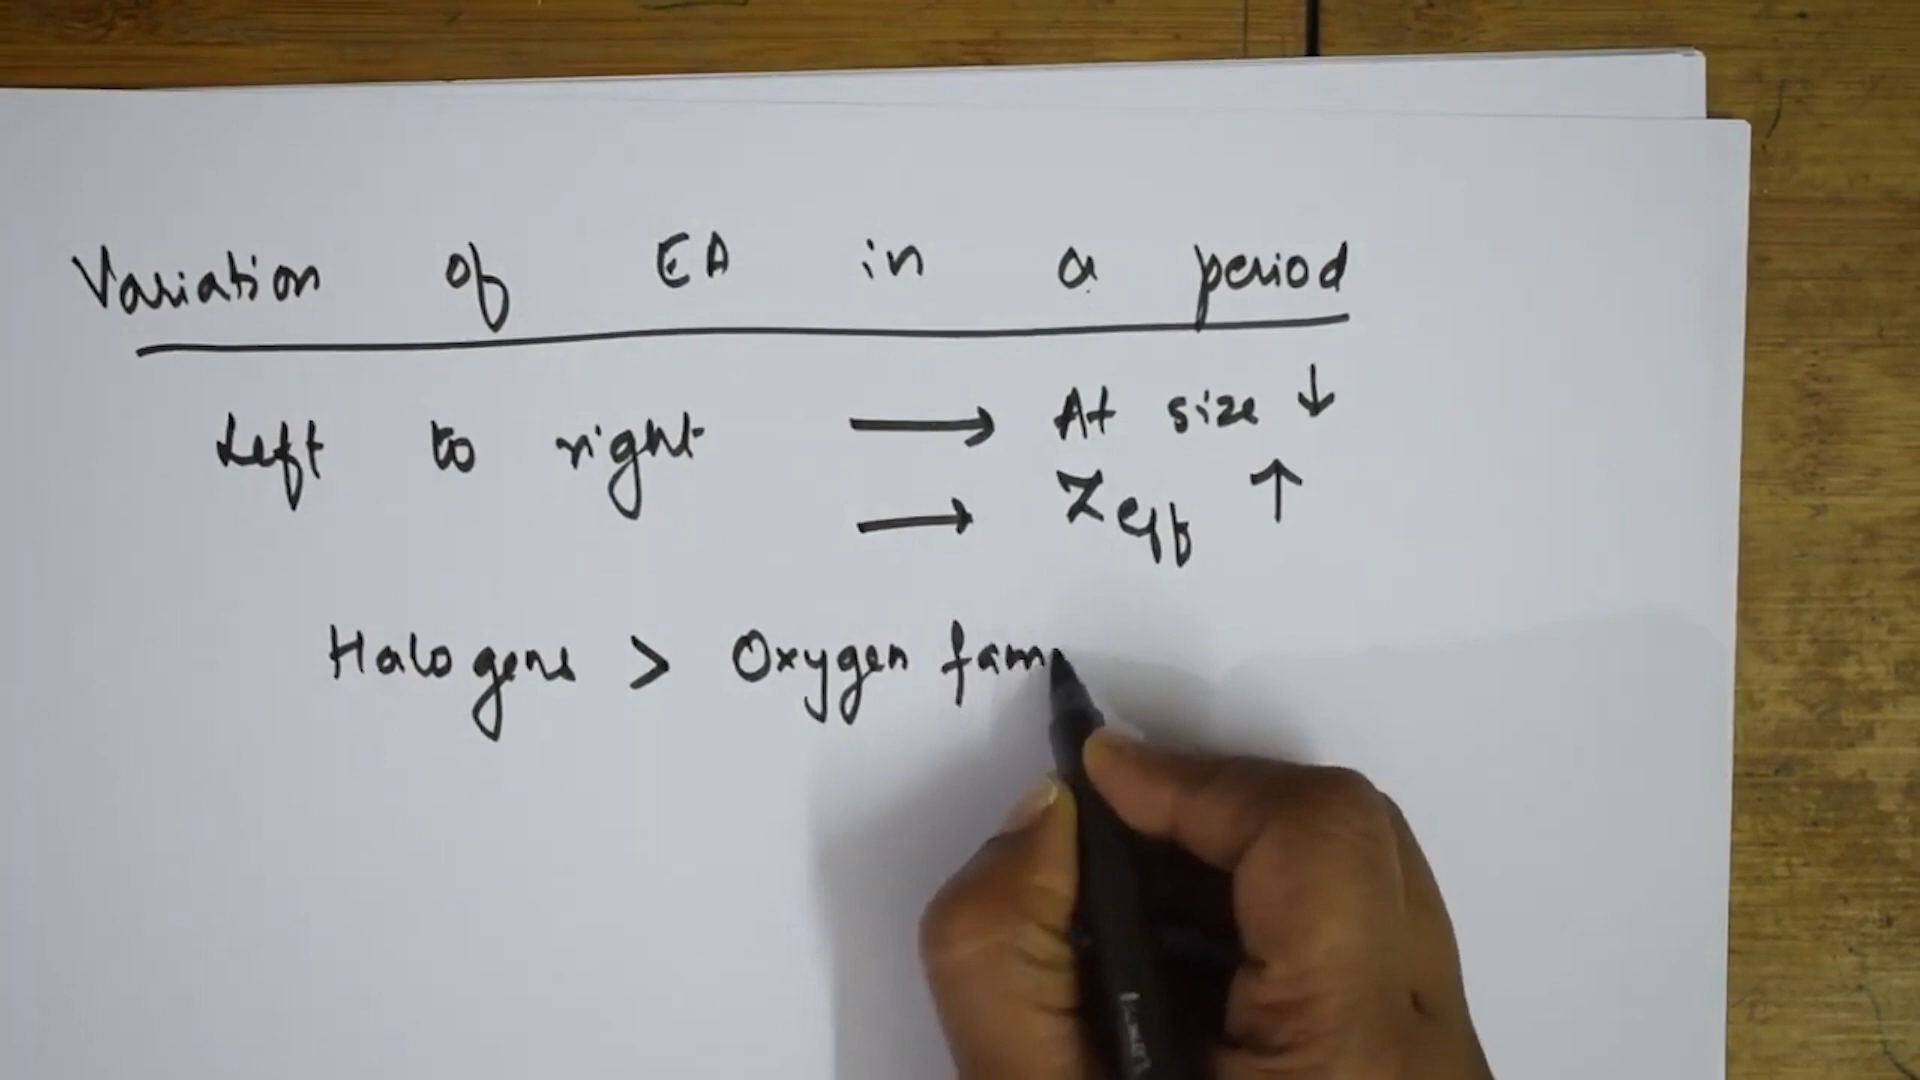 Variation of EA in a period
Left to right → At size ↓
→ Zeff ↑
Halogens > Oxygen fam